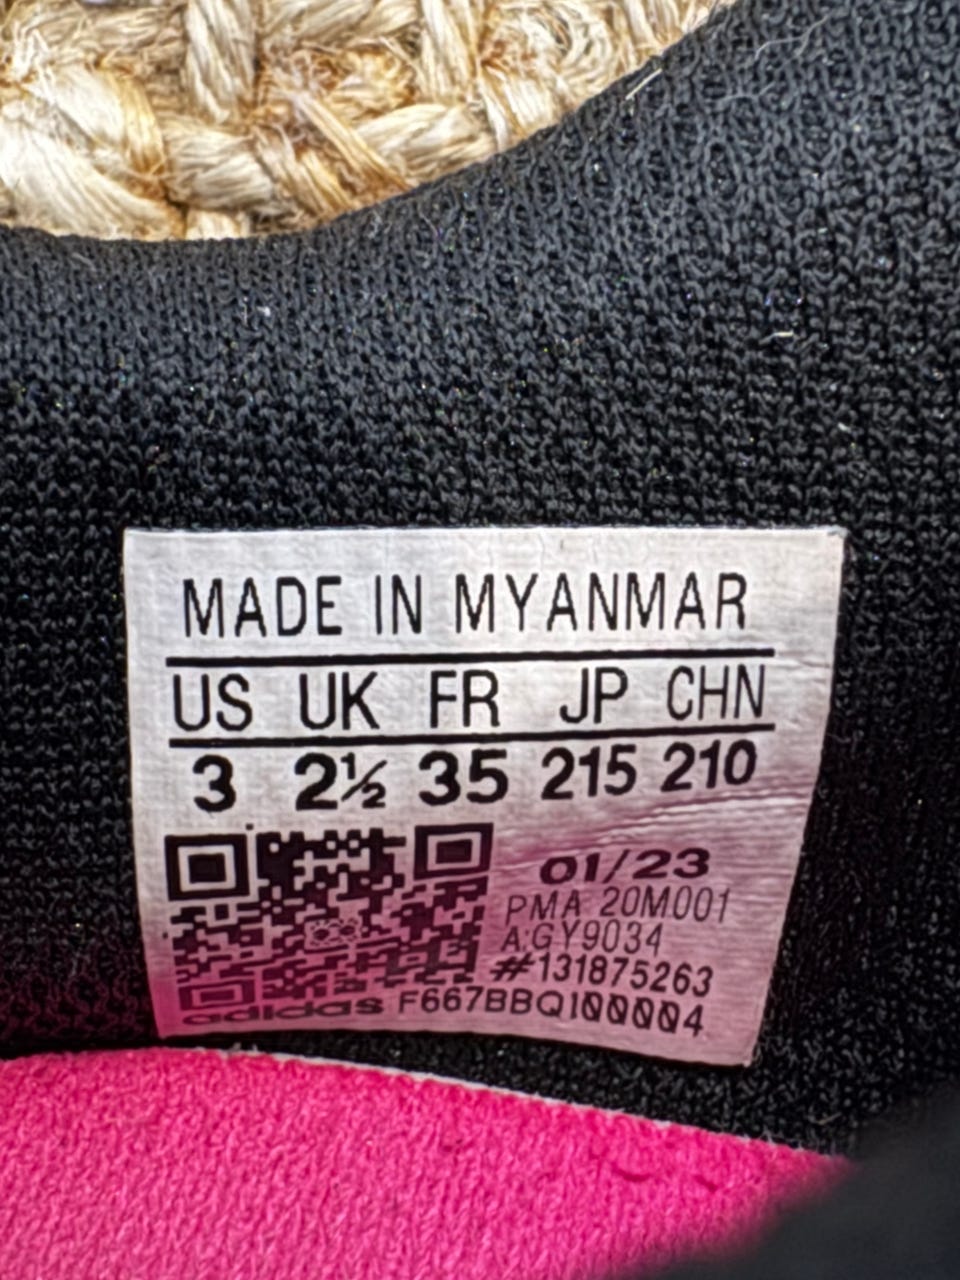 MADE IN MYANMAR
US UK FR JP CHN
3 2½ 35 215 210
01/23
PMA 20M001
A:GY9034
#131875263
adidas F667BBQ100004